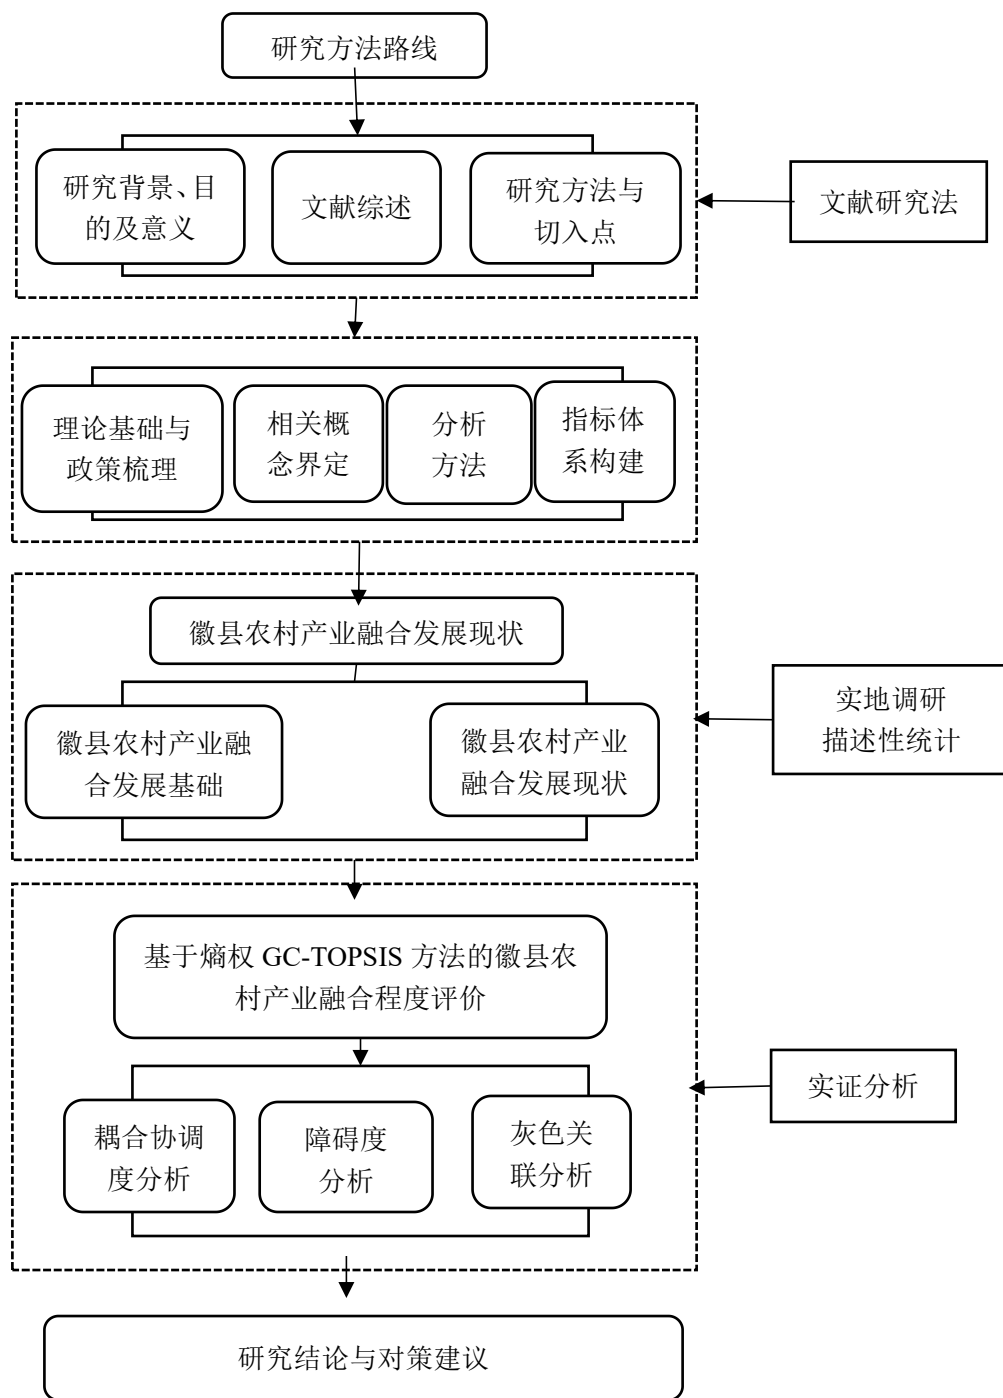 研究方法路线
研究背景、目
的及意义
文献综述
研究方法与
切入点
文献研究法
理论基础与
政策梳理
相关概
念界定
分析
方法
指标体
系构建
徽县农村产业融合发展现状
徽县农村产业融
合发展基础
徽县农村产业
融合发展现状
实地调研
描述性统计
基于熵权 GC-TOPSIS 方法的徽县农
村产业融合程度评价
耦合协调
度分析
障碍度
分析
灰色关
联分析
实证分析
研究结论与对策建议